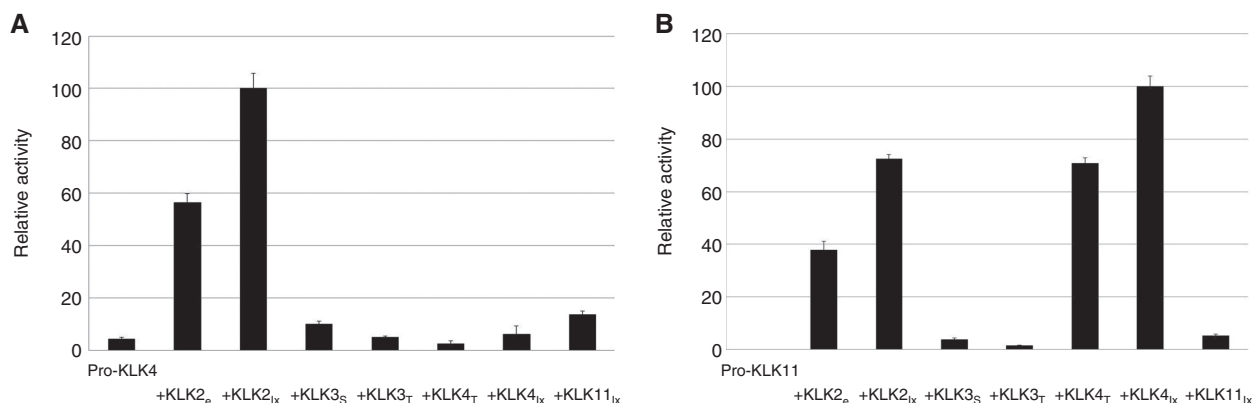 A
Relative activity
120
100
80
60
40
20
0
Pro-KLK4
+KLK2e +KLK2lx +KLK3S +KLK3T +KLK4T +KLK4lx +KLK11lx
B
Relative activity
120
100
80
60
40
20
0
Pro-KLK11
+KLK2e +KLK2lx +KLK3S +KLK3T +KLK4T +KLK4lx +KLK11lx